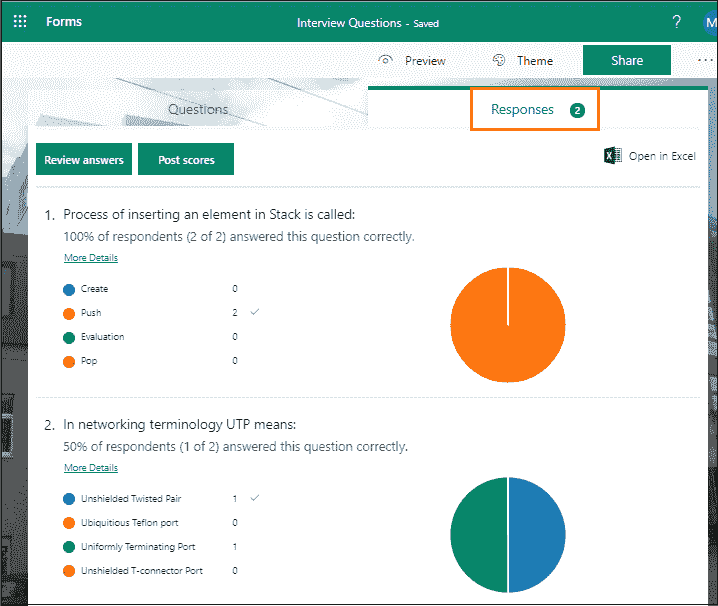 Forms
Interview Questions - Saved
?
M
Preview
Theme
Share
...
Questions
Responses 2
Review answers
Post scores
Open in Excel
1. Process of inserting an element in Stack is called:
100% of respondents (2 of 2) answered this question correctly.
More Details
Create 0
Push 2
Evaluation 0
Pop 0
2. In networking terminology UTP means:
50% of respondents (1 of 2) answered this question correctly.
More Details
Unshielded Twisted Pair 1
Ubiquitious Teflon port 0
Uniformly Terminating Port 1
Unshielded T-connector Port 0